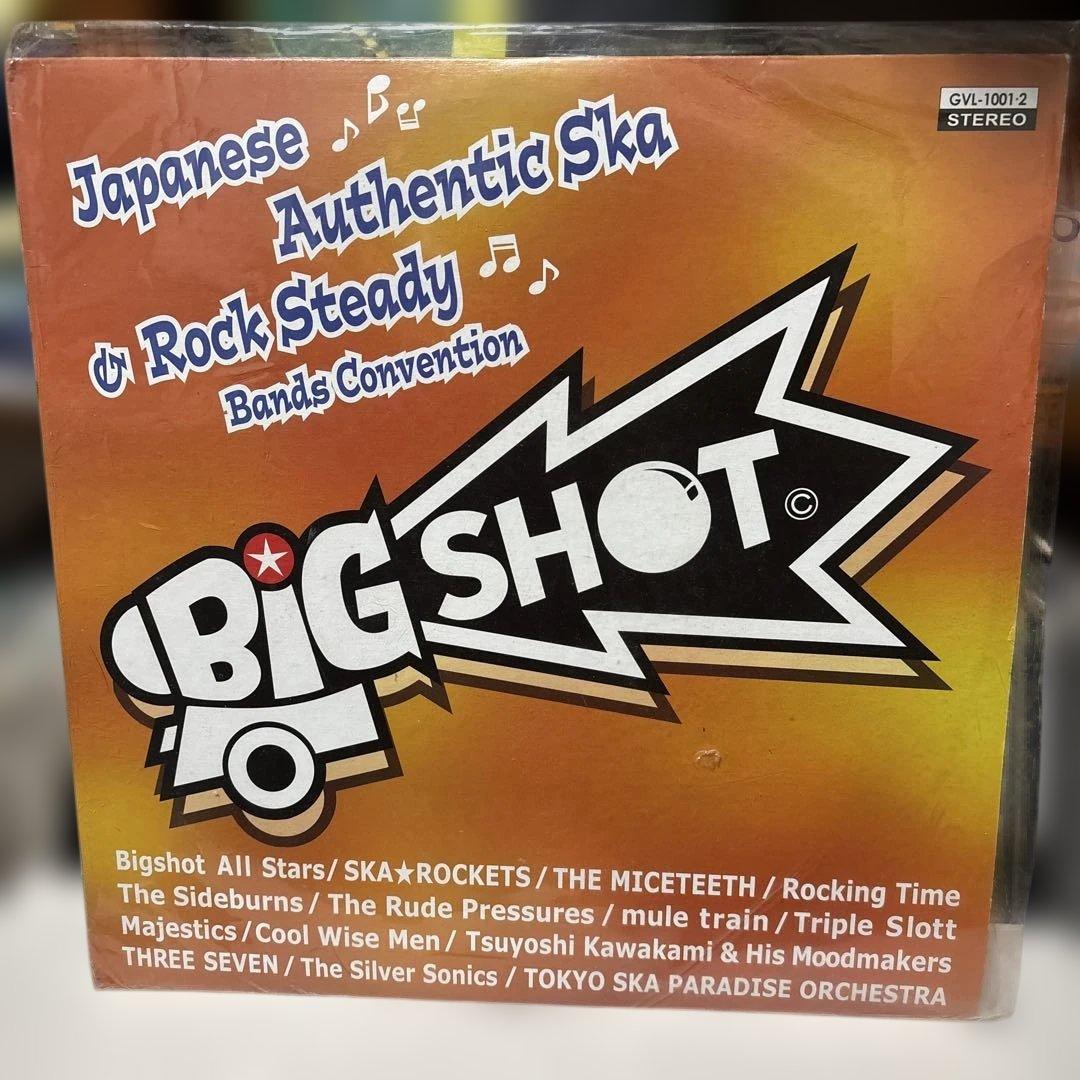 GVL-1001·2
STEREO
Japanese
Authentic Ska
& Rock Steady
Bands Convention
BiG SHOT ©
Bigshot All Stars / SKA★ROCKETS / THE MICETEETH / Rocking Time
The Sideburns / The Rude Pressures / mule train / Triple Slott
Majestics / Cool Wise Men / Tsuyoshi Kawakami & His Moodmakers
THREE SEVEN / The Silver Sonics / TOKYO SKA PARADISE ORCHESTRA